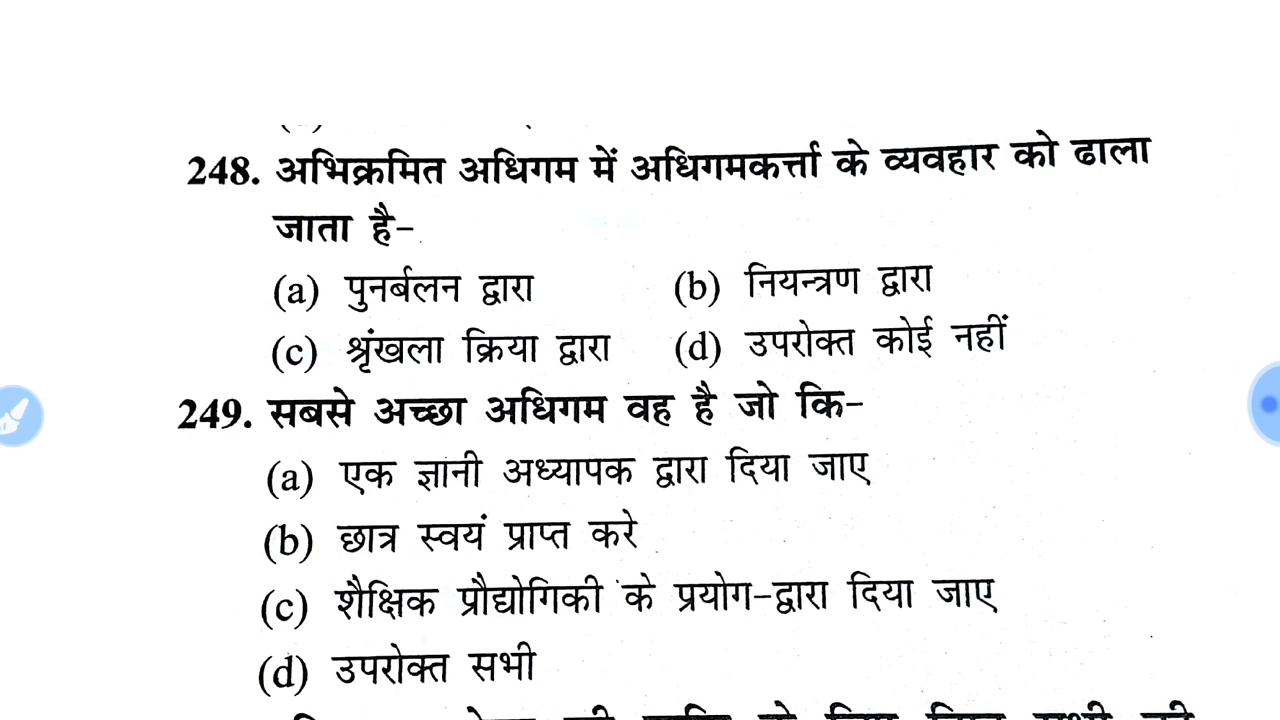 248. अभिक्रमित अधिगम में अधिगमकर्त्ता के व्यवहार को ढाला
जाता है-
(a) पुनर्बलन द्वारा (b) नियन्त्रण द्वारा
(c) श्रृंखला क्रिया द्वारा (d) उपरोक्त कोई नहीं
249. सबसे अच्छा अधिगम वह है जो कि-
(a) एक ज्ञानी अध्यापक द्वारा दिया जाए
(b) छात्र स्वयं प्राप्त करे
(c) शैक्षिक प्रौद्योगिकी के प्रयोग-द्वारा दिया जाए
(d) उपरोक्त सभी